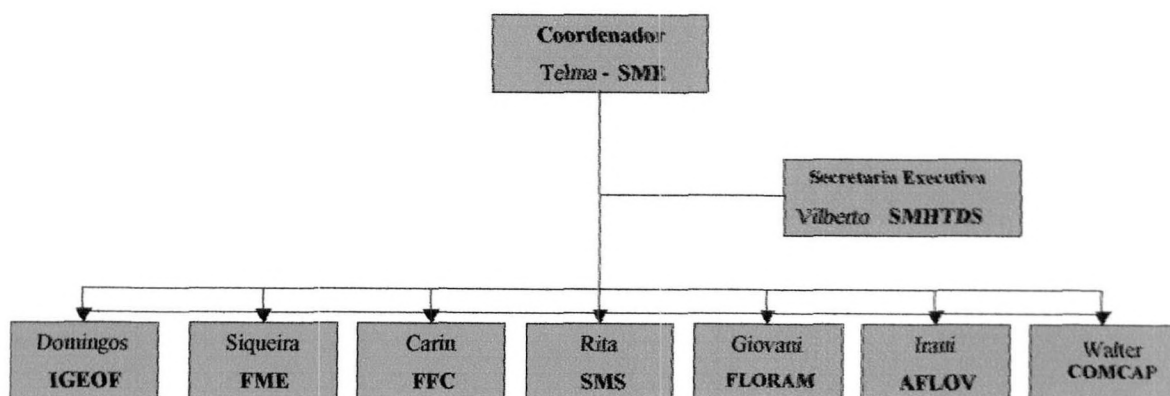 Coordenador
Telma - SME
Secretaria Executiva
Vilberto SMHTDS
Domingos
IGEOF
Siqueira
FME
Carin
FFC
Rita
SMS
Giovani
FLORAM
Irani
AFLOV
Walter
COMCAP